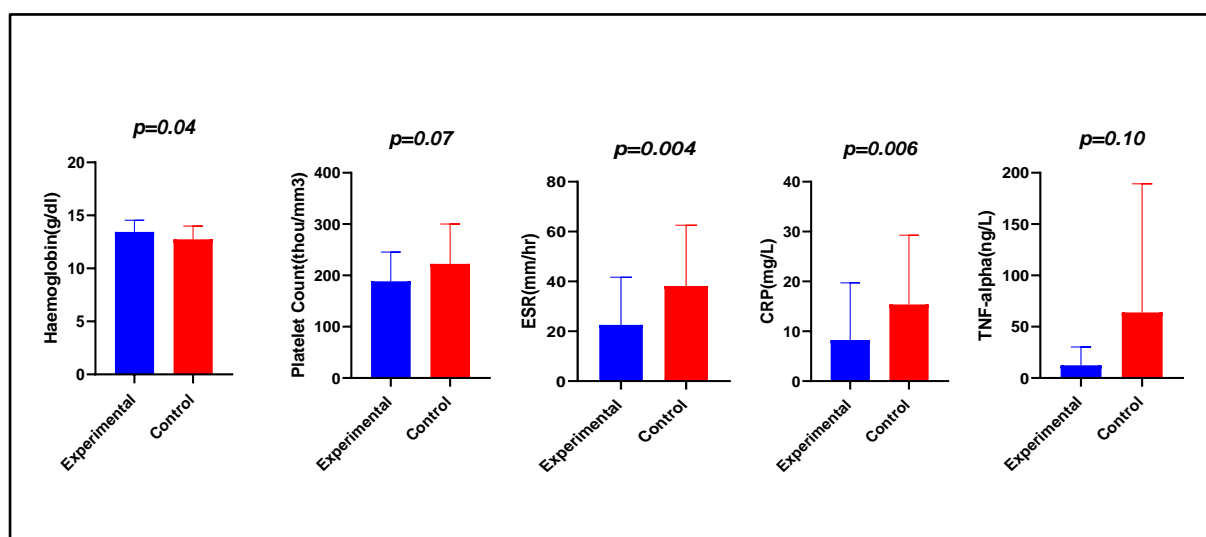 p=0.04
Haemoglobin(g/dl)
20
15
10
5
0
Experimental
Control
p=0.07
Platelet Count(thou/mm3)
400
300
200
100
0
Experimental
Control
p=0.004
ESR(mm/hr)
80
60
40
20
0
Experimental
Control
p=0.006
CRP(mg/L)
40
30
20
10
0
Experimental
Control
p=0.10
TNF-alpha(ng/L)
200
150
100
50
0
Experimental
Control